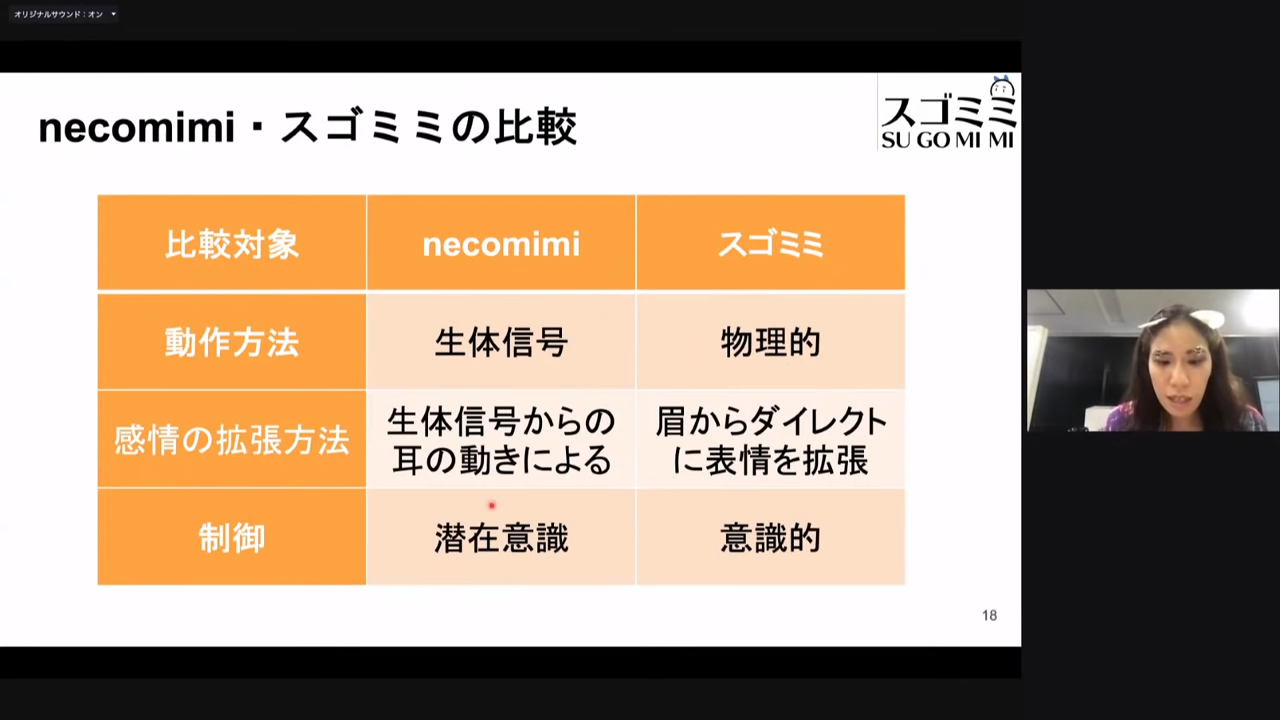 オリジナルサウンド：オン
necomimi・スゴミミの比較
スゴミミ
SU GO MI MI
比較対象 necomimi スゴミミ
動作方法 生体信号 物理的
感情の拡張方法 生体信号からの 眉からダイレクト
耳の動きによる に表情を拡張
制御 潜在意識 意識的
18